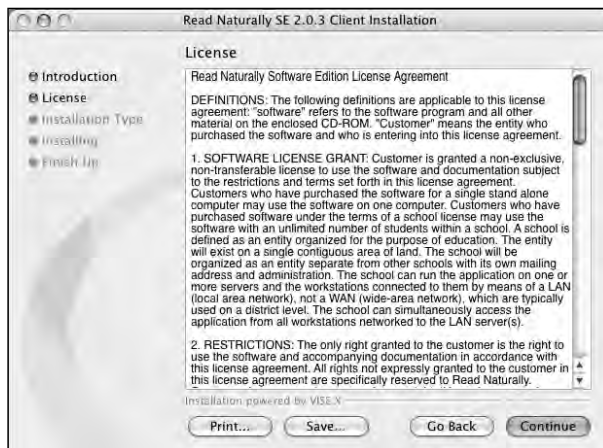 Read Naturally SE 2.0.3 Client Installation
License
Introduction
License
Installation Type
Installing
Finish Up
Read Naturally Software Edition License Agreement
DEFINITIONS: The following definitions are applicable to this license
agreement: "software" refers to the software program and all other
material on the enclosed CD-ROM. "Customer" means the entity who
purchased the software and who is entering into this license agreement.
1. SOFTWARE LICENSE GRANT: Customer is granted a non-exclusive,
non-transferable license to use the software and documentation subject
to the restrictions and terms set forth in this license agreement.
Customers who have purchased the software for a single stand alone
computer may use the software on one computer. Customers who have
purchased software under the terms of a school license may use the
software with an unlimited number of students within a school. A school is
defined as an entity organized for the purpose of education. The entity
will exist on a single contiguous area of land. The school will be
organized as an entity separate from other schools with its own mailing
address and administration. The school can run the application on one or
more servers and the workstations connected to them by means of a LAN
(local area network), not a WAN (wide-area network), which are typically
used on a district level. The school can simultaneously access the
application from all workstations networked to the LAN server(s).
2. RESTRICTIONS: The only right granted to the customer is the right to
use the software and accompanying documentation in accordance with
this license agreement. All rights not expressly granted to the customer in
this license agreement are specifically reserved to Read Naturally.
Installation powered by VISE X
Print...
Save...
Go Back
Continue